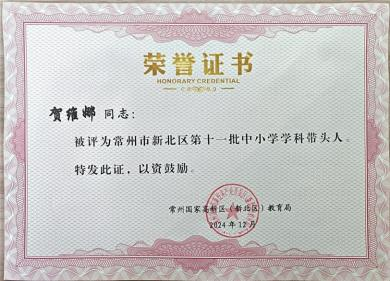 荣誉证书
HONORARY CREDENTIAL
贺雅娜 同志:
被评为常州市新北区第十一批中小学学科带头人。
特发此证，以资鼓励。
常州国家高新区(新北区)教育局
2024年12月